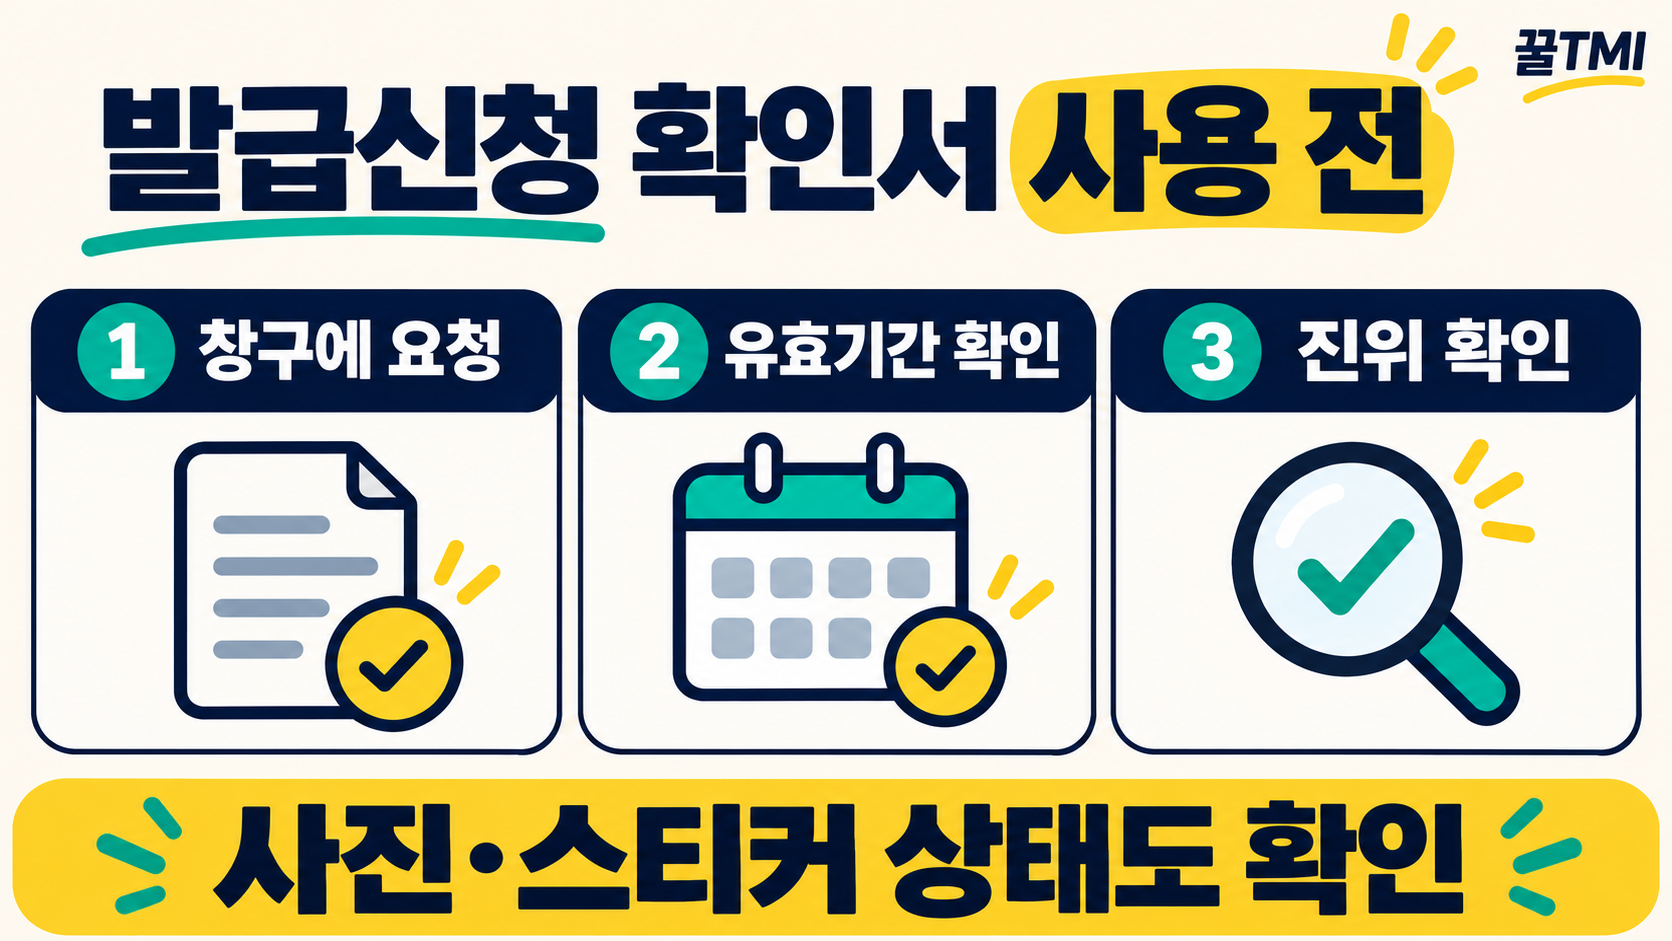 꿀TMI
발급신청 확인서 사용 전
1 창구에 요청
2 유효기간 확인
3 진위 확인
사진·스티커 상태도 확인